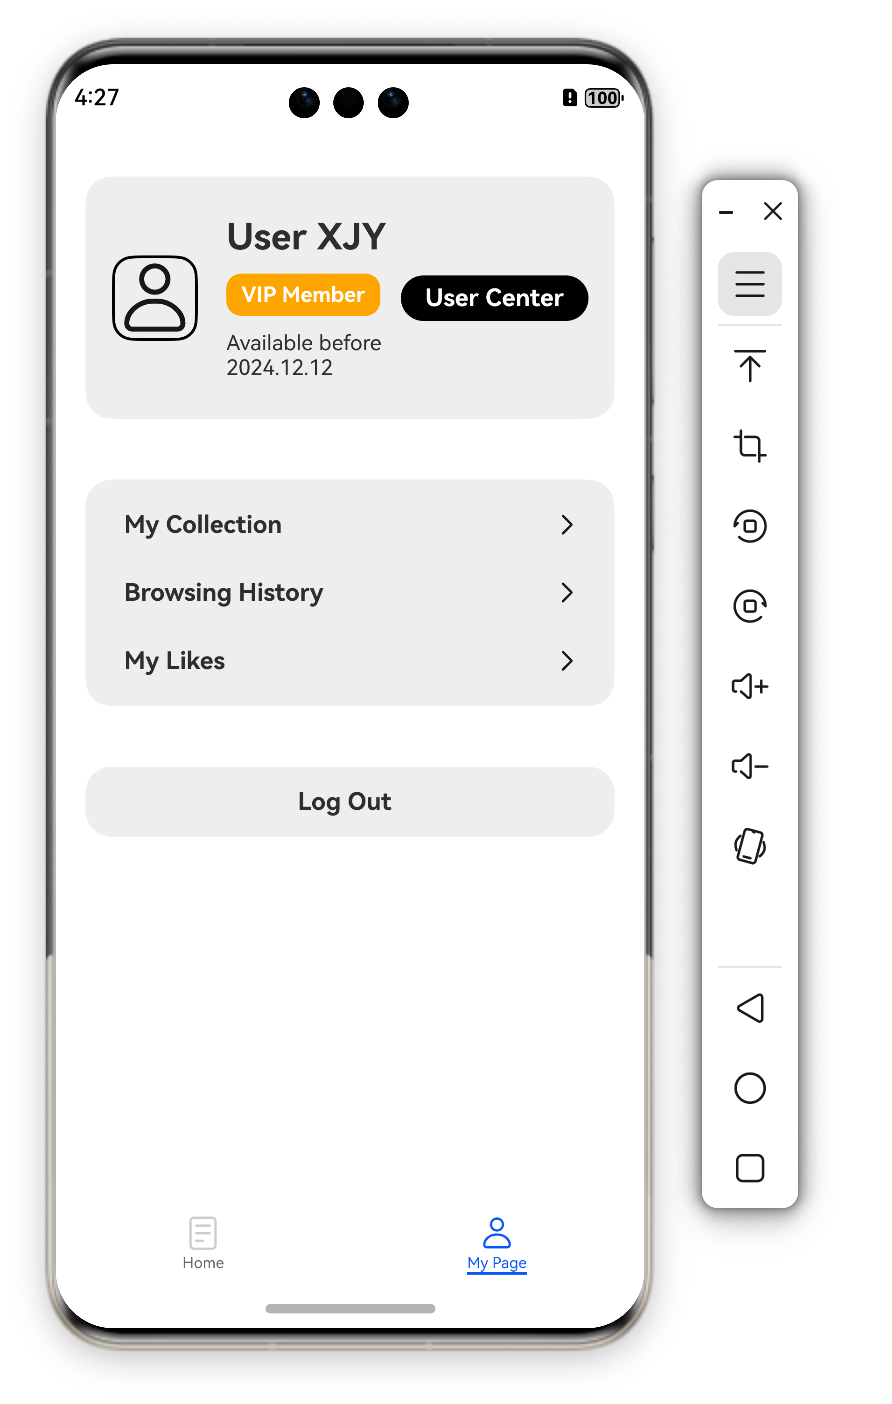 4:27
100
User XJY
VIP Member
User Center
Available before
2024.12.12
My Collection
Browsing History
My Likes
Log Out
Home
My Page